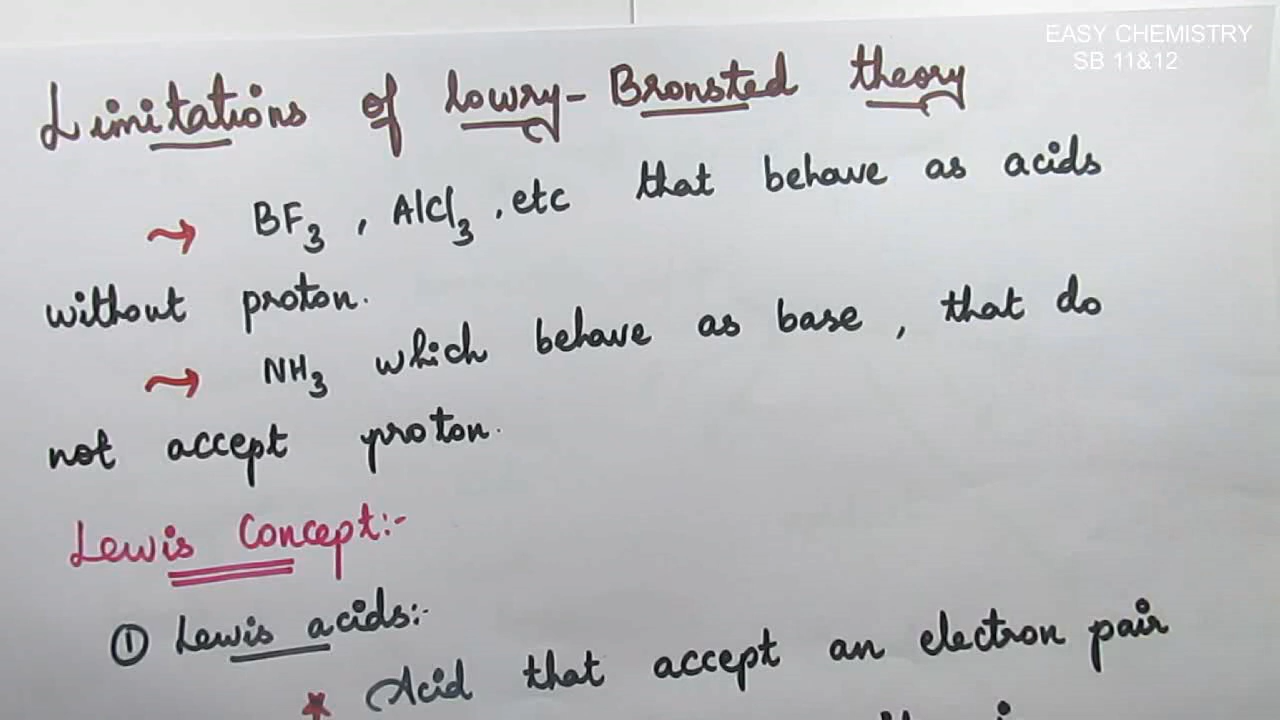 EASY CHEMISTRY
SB 11&12
Limitations of Lowry-Bronsted theory
→ BF₃, AlCl₃, etc that behave as acids
without proton.
→ NH₃ which behave as base, that do
not accept proton.
Lewis Concept:-
① Lewis acids:-
* Acid that accept an electron pair